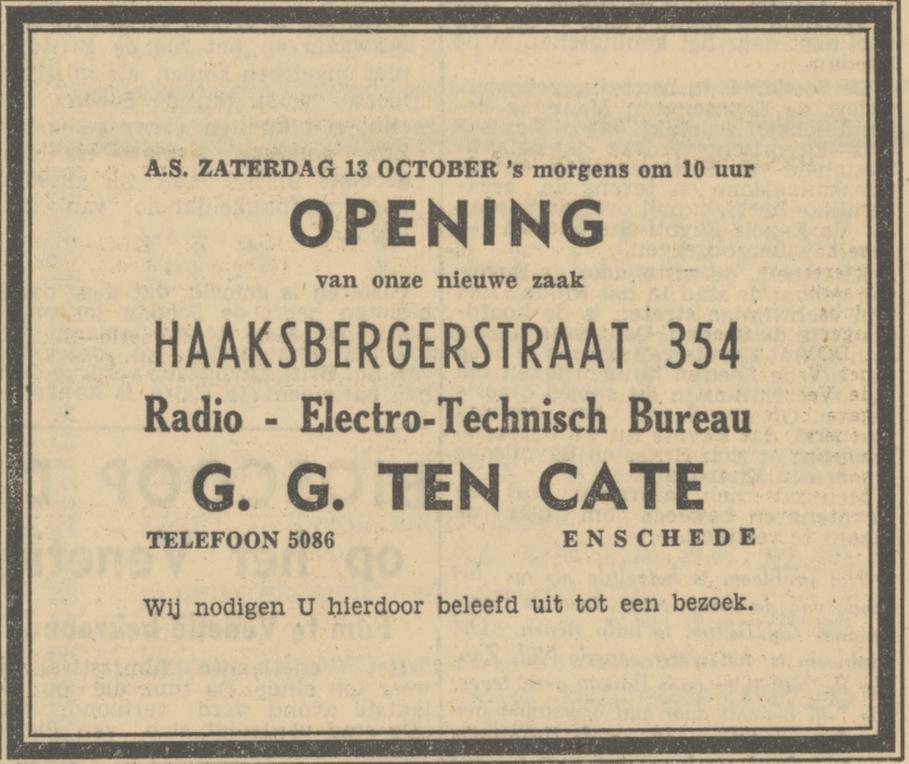 A.S. ZATERDAG 13 OCTOBER 's morgens om 10 uur
OPENING
van onze nieuwe zaak
HAAKSBERGERSTRAAT 354
Radio - Electro-Technisch Bureau
G. G. TEN CATE
TELEFOON 5086 ENSCHEDE
Wij nodigen U hierdoor beleefd uit tot een bezoek.